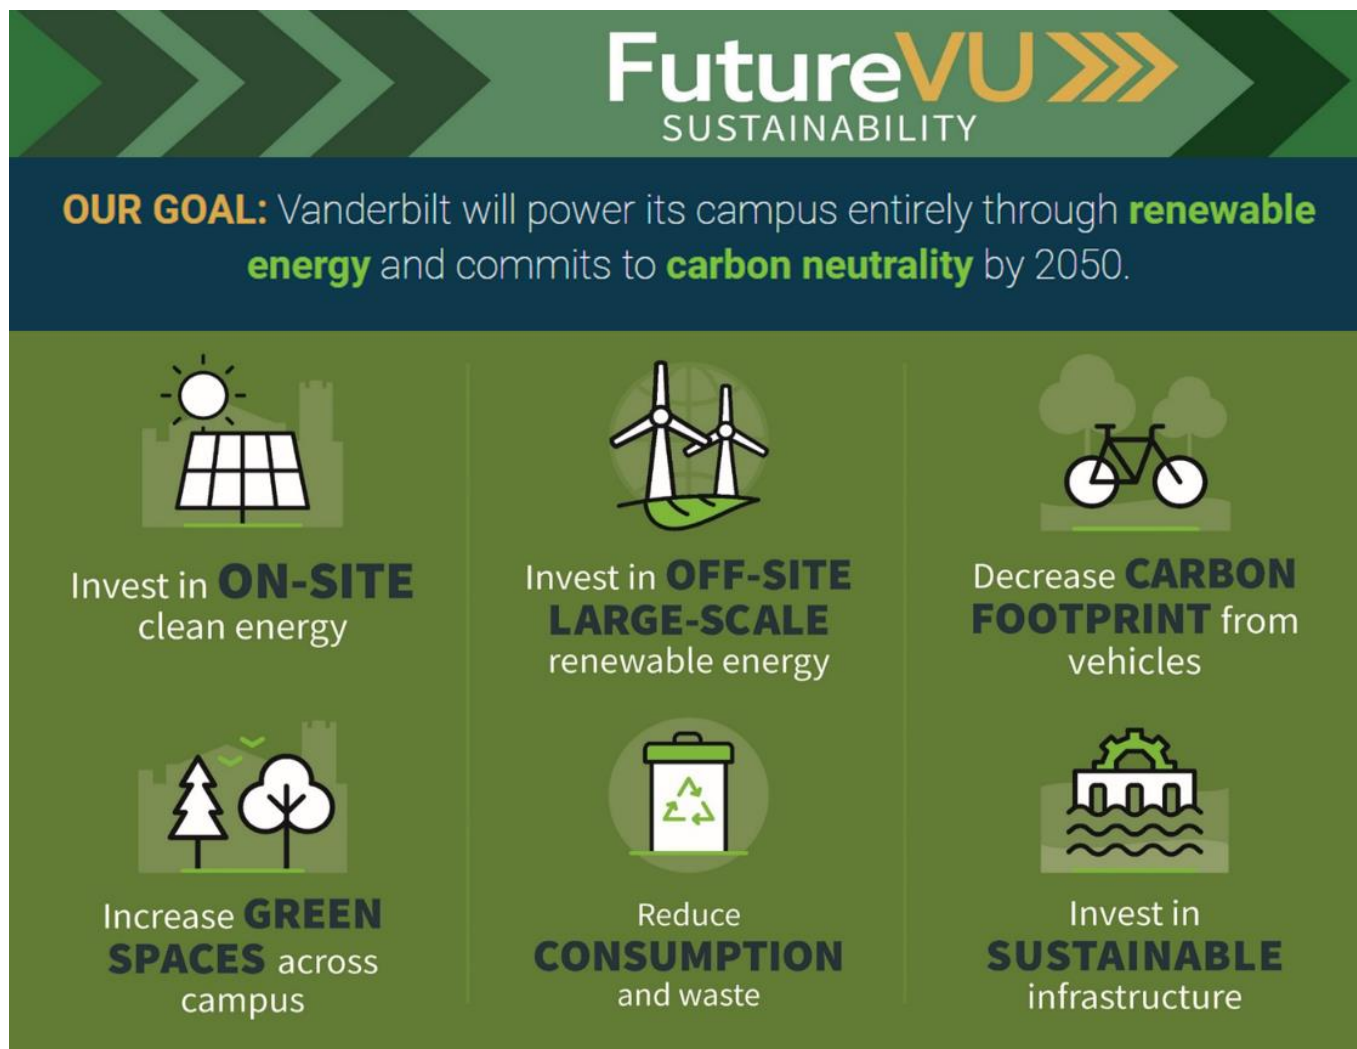 FutureVU
SUSTAINABILITY
OUR GOAL: Vanderbilt will power its campus entirely through renewable
energy and commits to carbon neutrality by 2050.
Invest in ON-SITE
clean energy
Invest in OFF-SITE
LARGE-SCALE
renewable energy
Decrease CARBON
FOOTPRINT from
vehicles
Increase GREEN
SPACES across
campus
Reduce
CONSUMPTION
and waste
Invest in
SUSTAINABLE
infrastructure